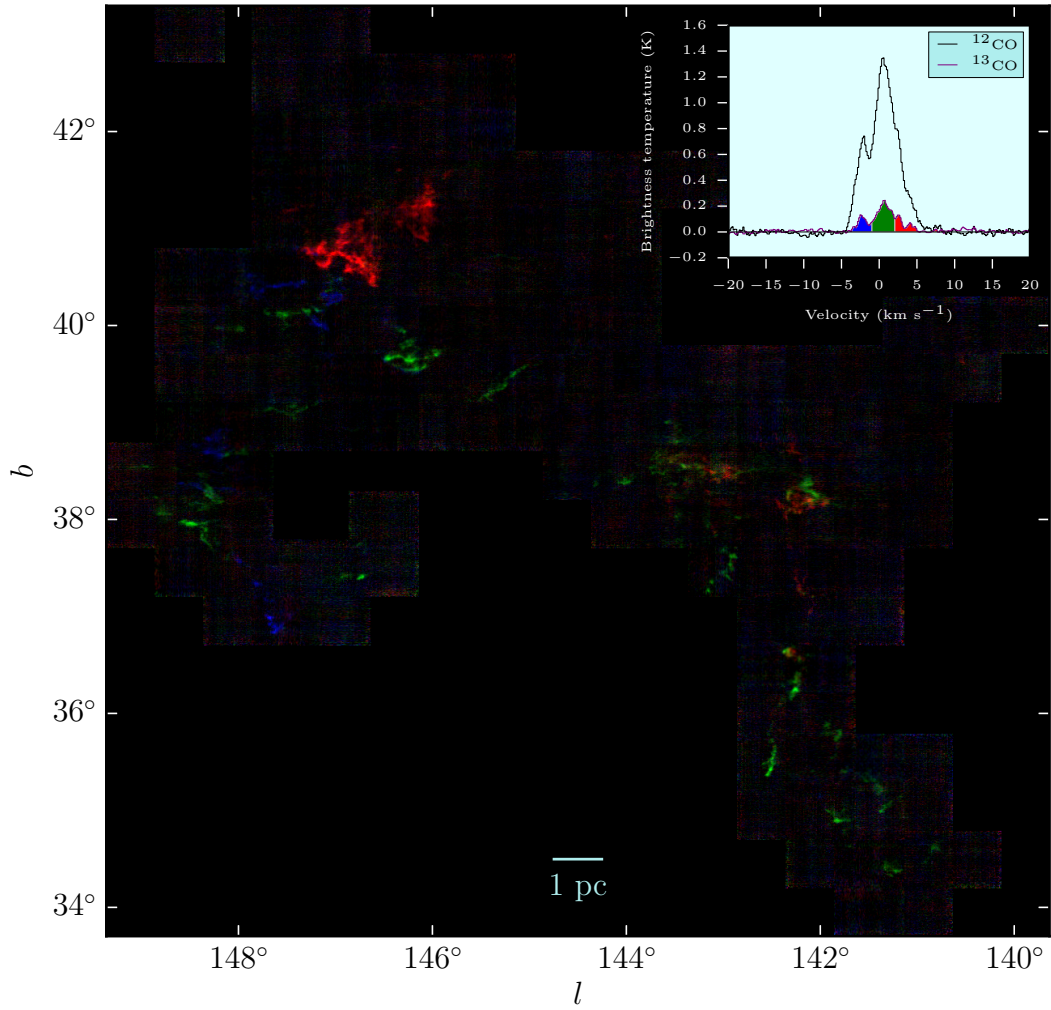 1.6
1.4
1.2
1.0
0.8
0.6
0.4
0.2
0.0
−0.2
Brightness temperature (K)
¹²CO
¹³CO
−20 −15 −10 −5 0 5 10 15 20
Velocity (km s⁻¹)
42°
40°
38°
36°
34°
b
1 pc
148° 146° 144° 142° 140°
l